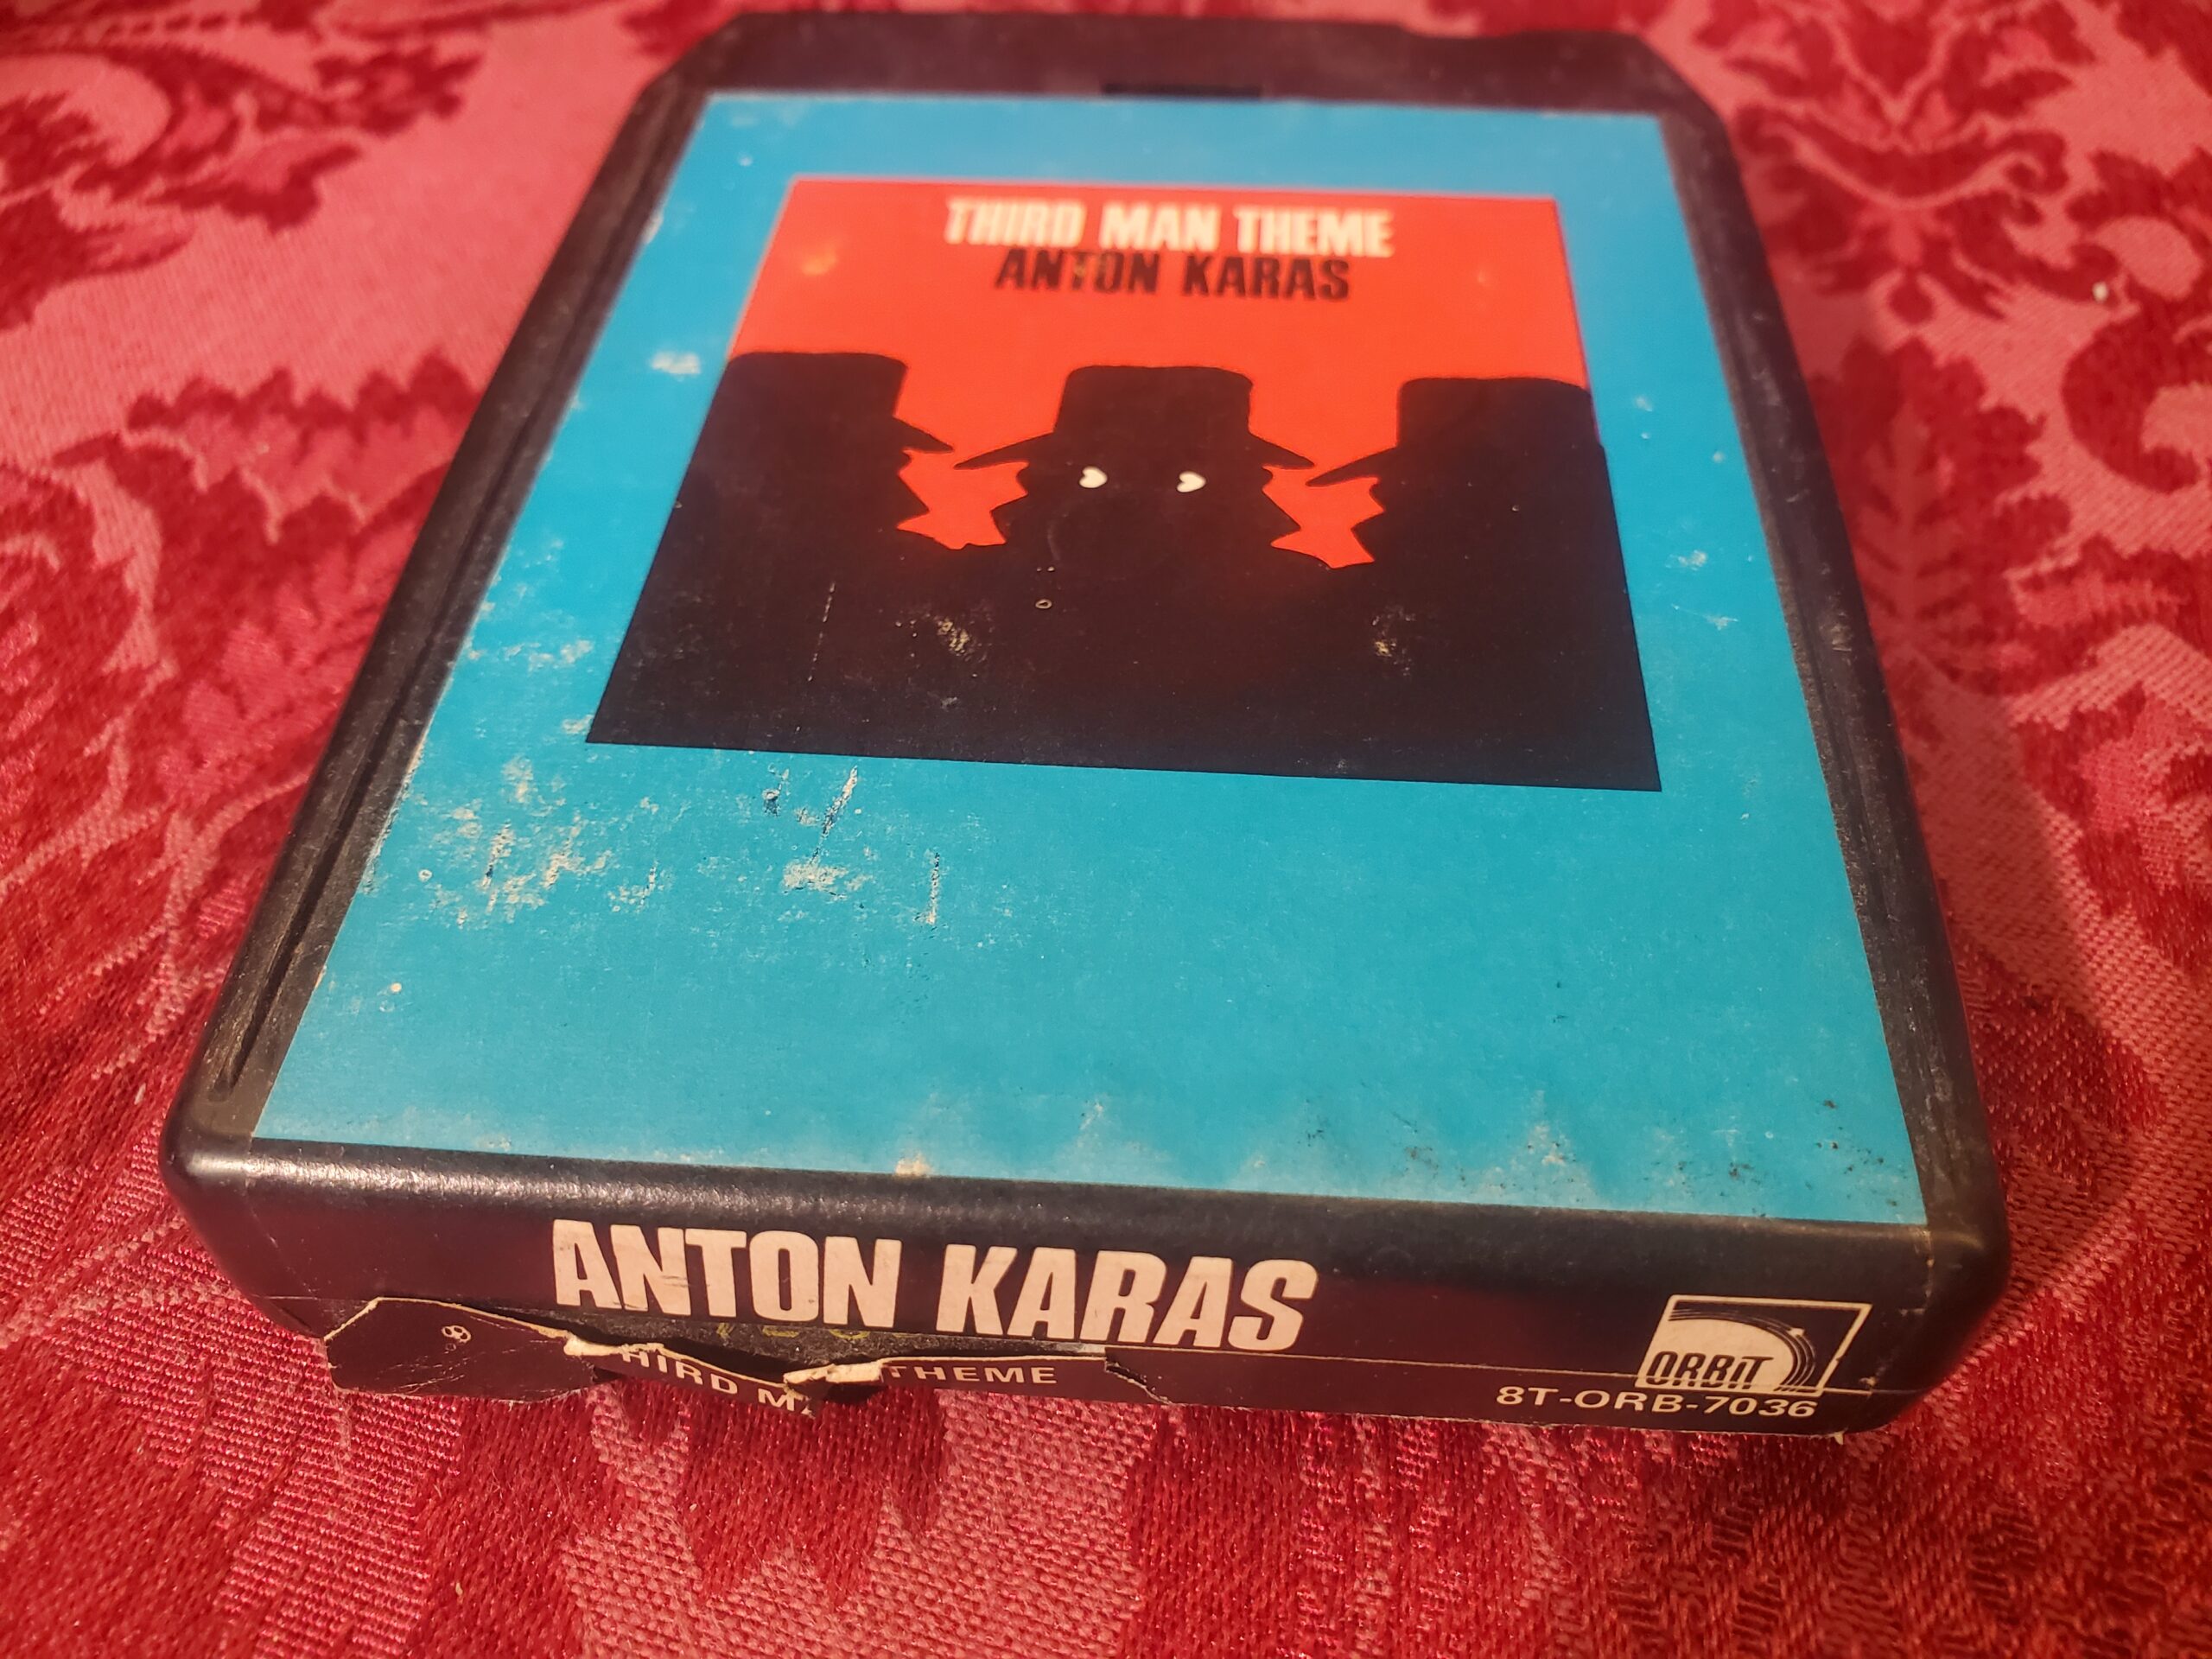 THIRD MAN THEME
ANTON KARAS
ANTON KARAS
THEME
ORBIT
8T-ORB-7036